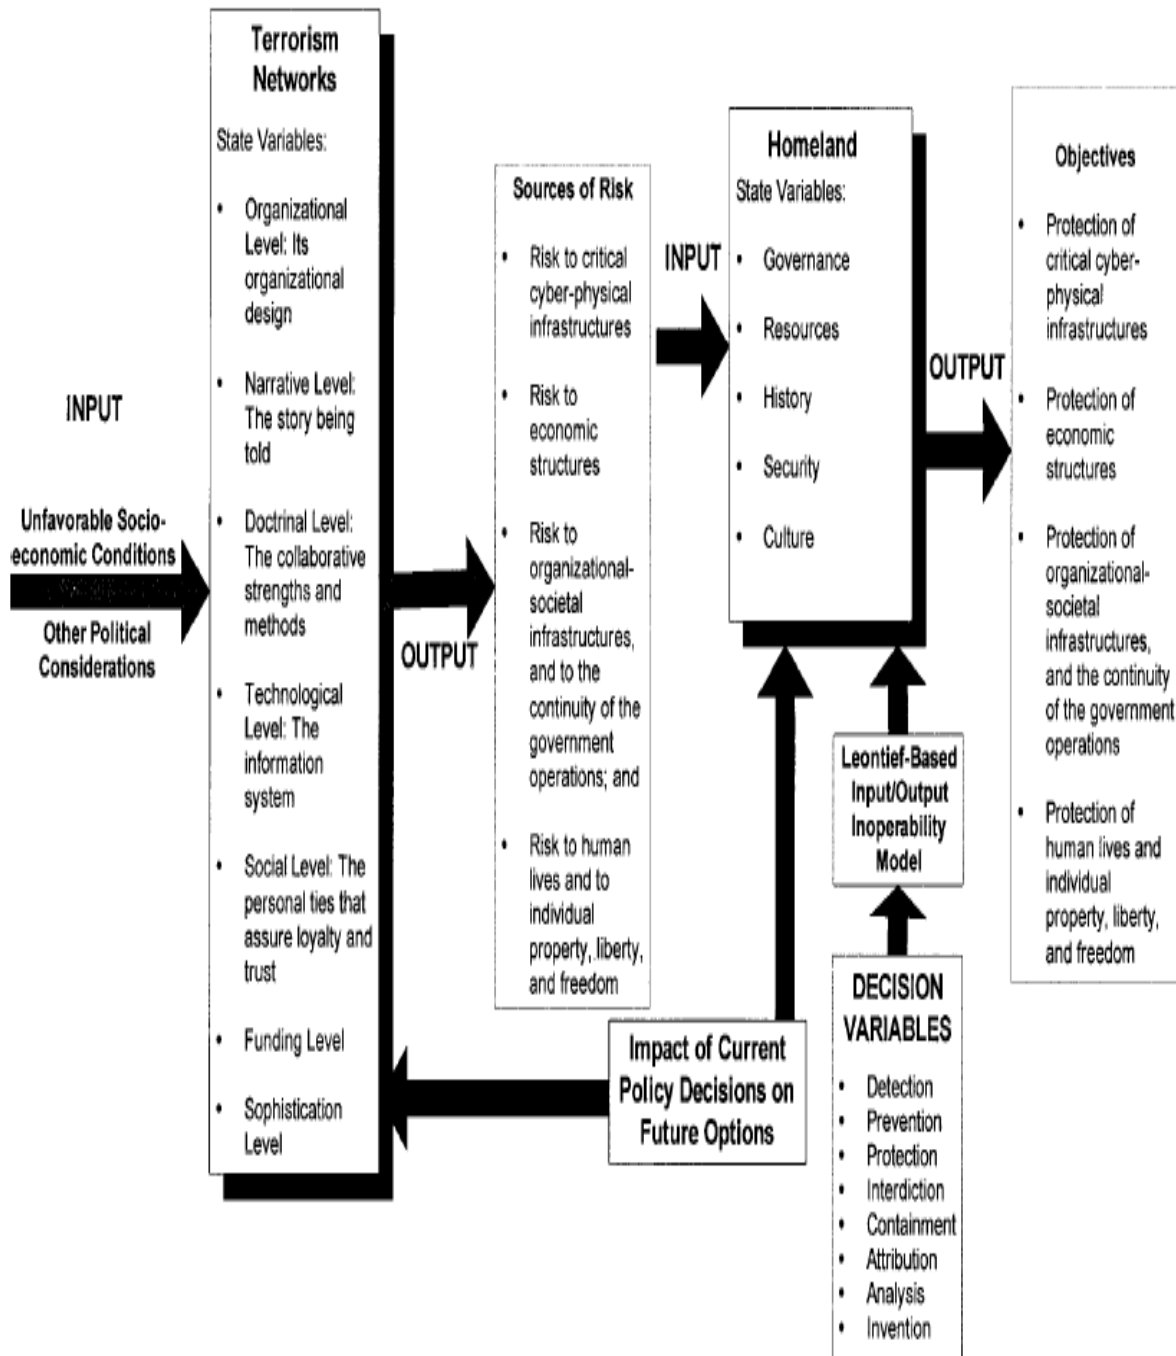 INPUT
Unfavorable Socio-
economic Conditions
Other Political
Considerations
Terrorism
Networks
State Variables:
• Organizational
Level: Its
organizational
design
• Narrative Level:
The story being
told
• Doctrinal Level:
The collaborative
strengths and
methods
• Technological
Level: The
information
system
• Social Level: The
personal ties that
assure loyalty and
trust
• Funding Level
• Sophistication
Level
OUTPUT
Sources of Risk
• Risk to critical
cyber-physical
infrastructures
• Risk to
economic
structures
• Risk to
organizational-
societal
infrastructures,
and to the
continuity of the
government
operations; and
• Risk to human
lives and to
individual
property, liberty,
and freedom
INPUT
Homeland
State Variables:
• Governance
• Resources
• History
• Security
• Culture
OUTPUT
Objectives
• Protection of
critical cyber-
physical
infrastructures
• Protection of
economic
structures
• Protection of
organizational-
societal
infrastructures,
and the continuity
of the government
operations
• Protection of
human lives and
individual
property, liberty,
and freedom
Leontief-Based
Input/Output
Inoperability
Model
Impact of Current
Policy Decisions on
Future Options
DECISION
VARIABLES
• Detection
• Prevention
• Protection
• Interdiction
• Containment
• Attribution
• Analysis
• Invention